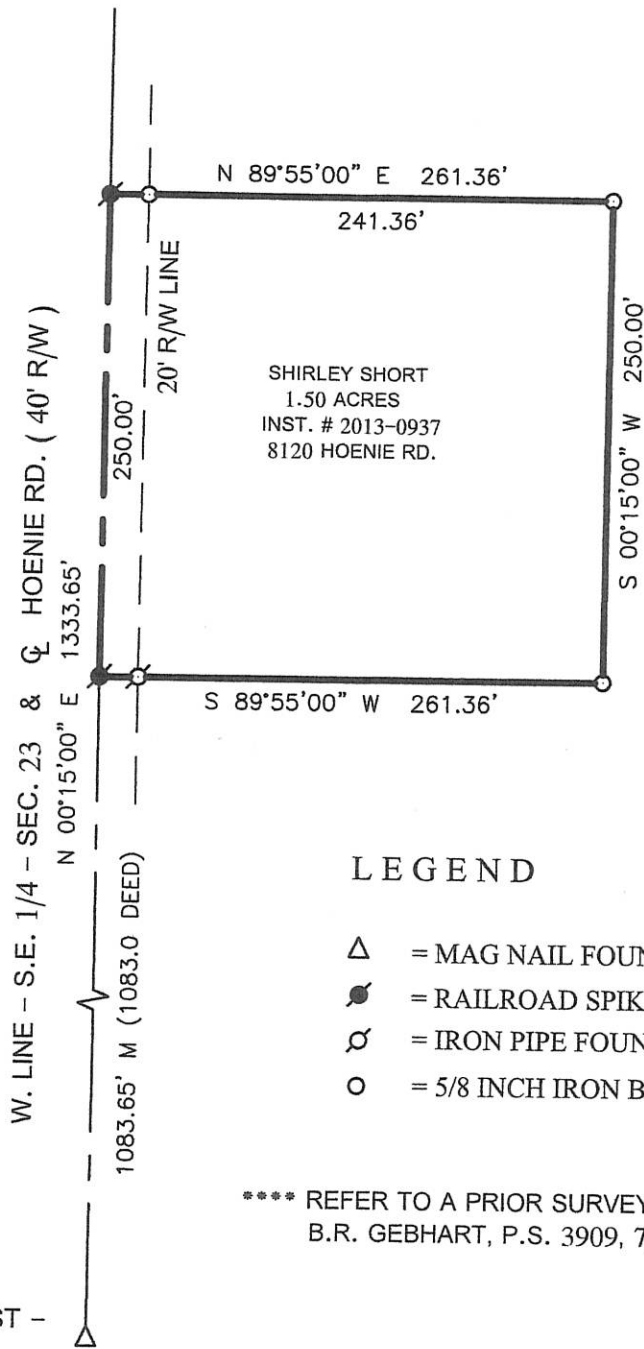 N 89°55'00" E 261.36'
241.36'
20' R/W LINE
250.00'
W. LINE – S.E. 1/4 – SEC. 23 & ℄ HOENIE RD. ( 40' R/W )
N 00°15'00" E 1333.65'
SHIRLEY SHORT
1.50 ACRES
INST. # 2013-0937
8120 HOENIE RD.
S 00°15'00" W 250.00'
S 89°55'00" W 261.36'
1083.65' M (1083.0 DEED)
LEGEND
= MAG NAIL FOUN
= RAILROAD SPIK
= IRON PIPE FOUN
= 5/8 INCH IRON B
**** REFER TO A PRIOR SURVEY
B.R. GEBHART, P.S. 3909, 7
ST –